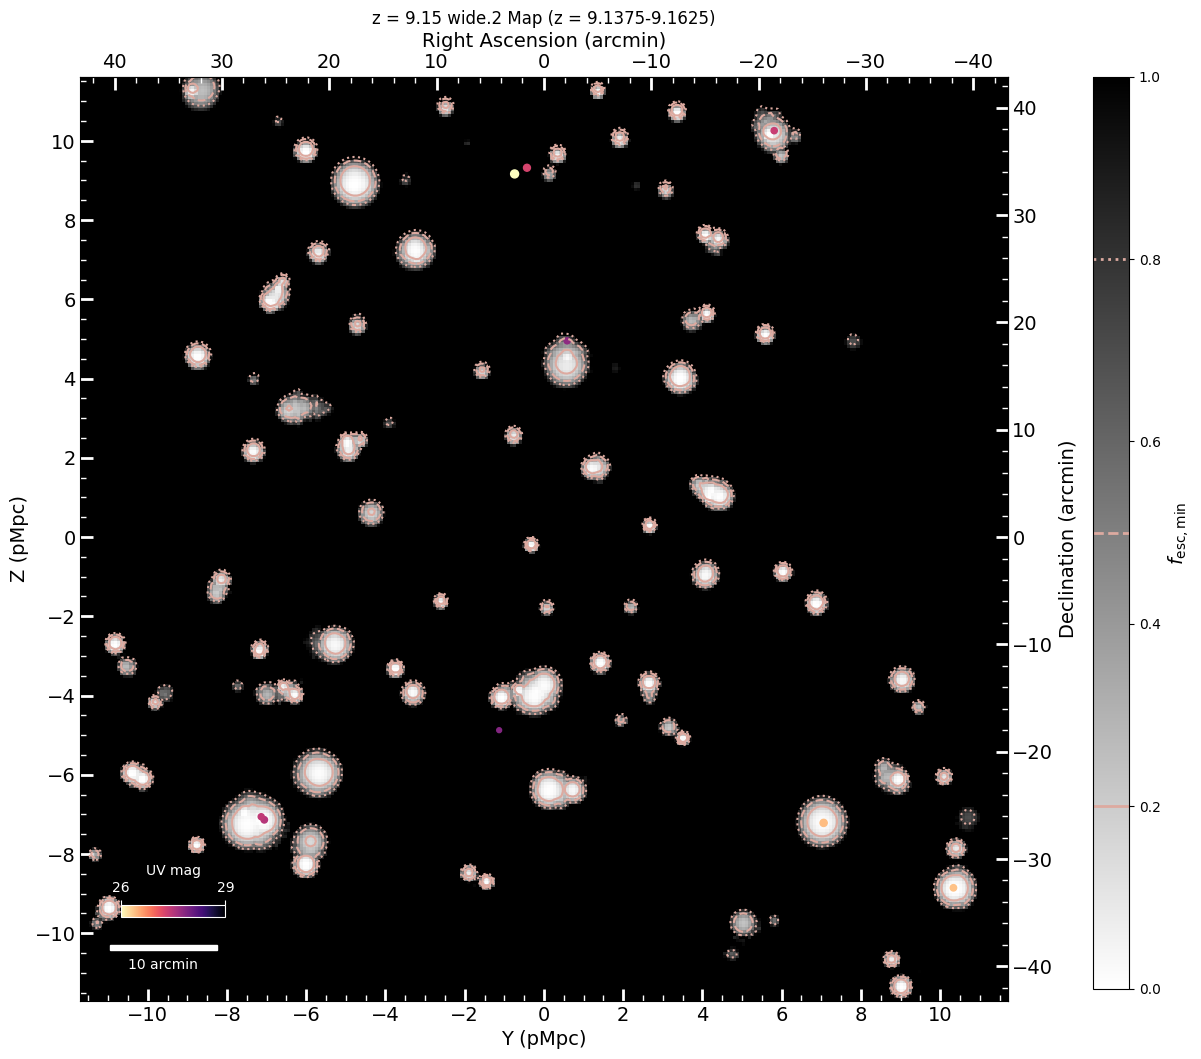 z = 9.15 wide.2 Map (z = 9.1375-9.1625)
Right Ascension (arcmin)
40 30 20 10 0 −10 −20 −30 −40
10
8
6
4
2
0
−2
−4
−6
−8
−10
Z (pMpc)
40
30
20
10
0
−10
−20
−30
−40
Declination (arcmin)
1.0
0.8
0.6
0.4
0.2
0.0
f_esc,min
UV mag
26 29
10 arcmin
−10 −8 −6 −4 −2 0 2 4 6 8 10
Y (pMpc)